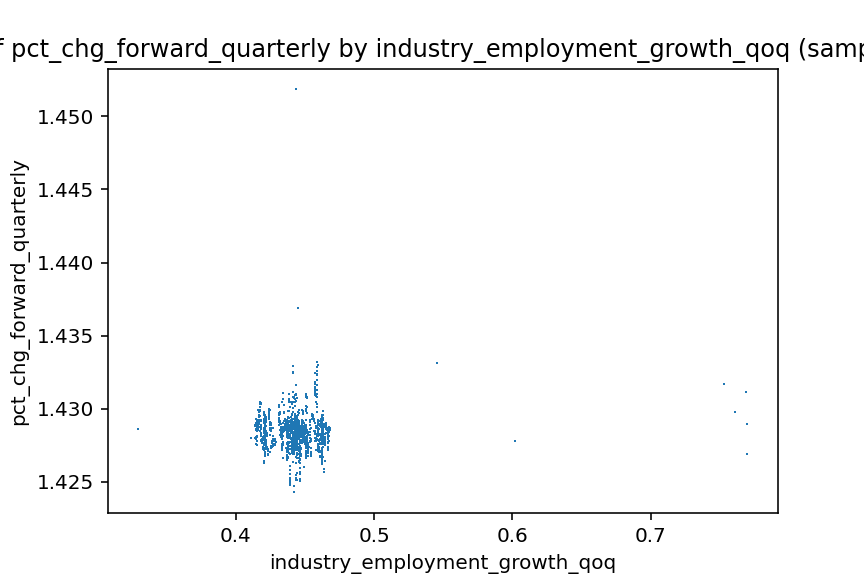 pct_chg_forward_quarterly by industry_employment_growth_qoq
1.450
1.445
1.440
1.435
1.430
1.425
pct_chg_forward_quarterly
0.4 0.5 0.6 0.7
industry_employment_growth_qoq